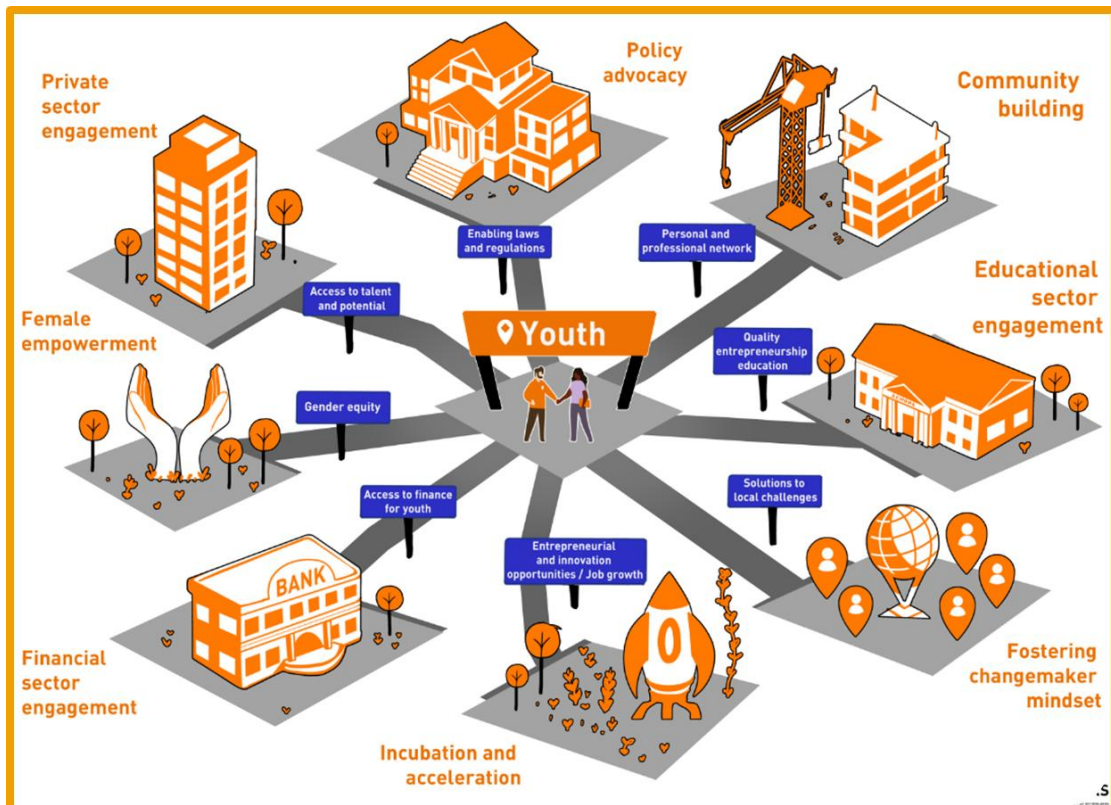 Private
sector
engagement
Policy
advocacy
Community
building
Enabling laws
and regulations
Personal and
professional network
Access to talent
and potential
Educational
sector
engagement
Female
empowerment
Youth
Quality
entrepreneurship
education
SCHOOL
Gender equity
Access to finance
for youth
Solutions to
local challenges
Entrepreneurial
and innovation
opportunities / Job growth
BANK
Financial
sector
engagement
Incubation and
acceleration
Fostering
changemaker
mindset
.s